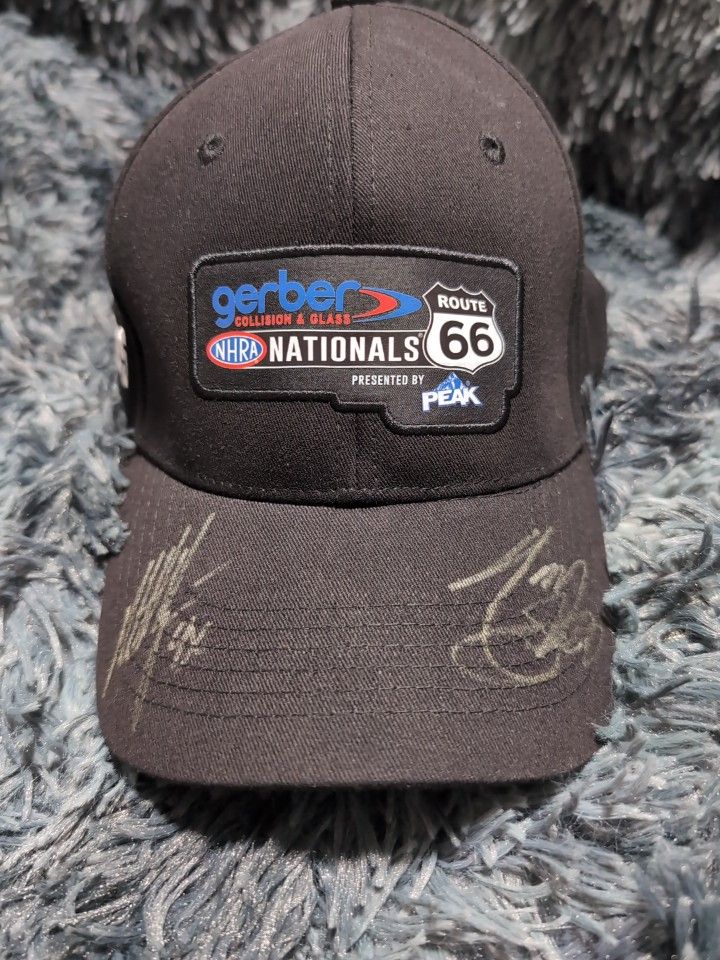 gerber
COLLISION & GLASS
ROUTE
66
NHRA NATIONALS
PRESENTED BY
PEAK